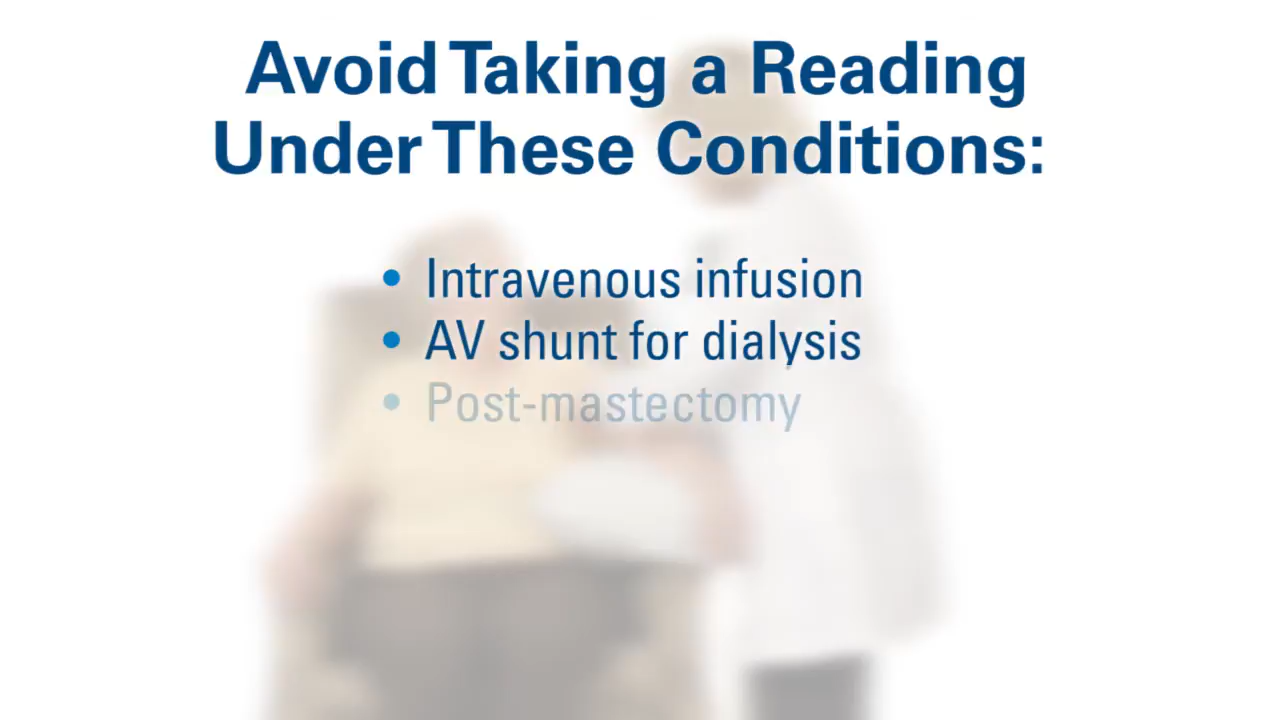 Avoid Taking a Reading
Under These Conditions:
• Intravenous infusion
• AV shunt for dialysis
• Post-mastectomy